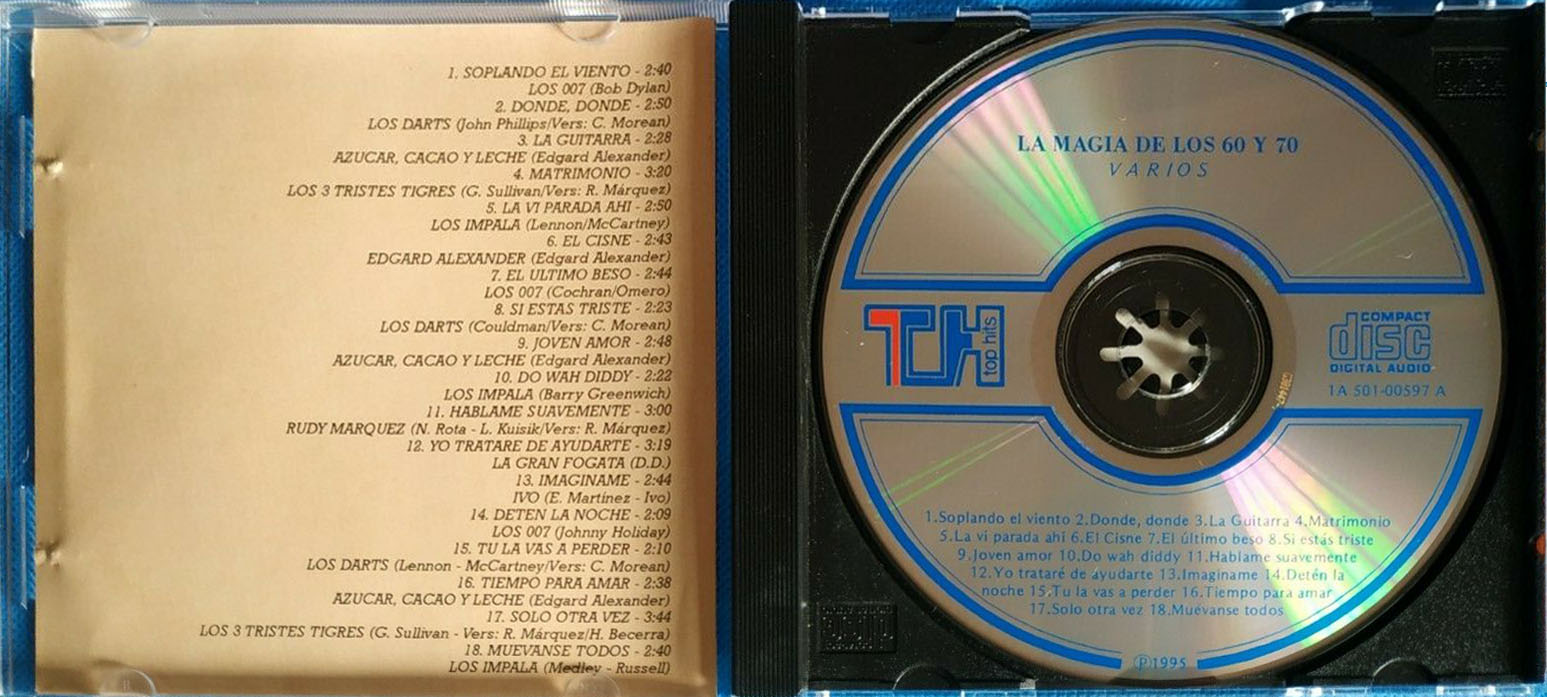 1. SOPLANDO EL VIENTO - 2:40
LOS 007 (Bob Dylan)
2. DONDE, DONDE - 2:50
LOS DARTS (John Phillips/Vers: C. Morean)
3. LA GUITARRA - 2:28
AZUCAR, CACAO Y LECHE (Edgard Alexander)
4. MATRIMONIO - 3:20
LOS 3 TRISTES TIGRES (G. Sullivan/Vers: R. Márquez)
5. LA VI PARADA AHI - 2:50
LOS IMPALA (Lennon/McCartney)
6. EL CISNE - 2:43
EDGARD ALEXANDER (Edgard Alexander)
7. EL ULTIMO BESO - 2:44
LOS 007 (Cochran/Omero)
8. SI ESTAS TRISTE - 2:23
LOS DARTS (Couldman/Vers: C. Morean)
9. JOVEN AMOR - 2:48
AZUCAR, CACAO Y LECHE (Edgard Alexander)
10. DO WAH DIDDY - 2:22
LOS IMPALA (Barry Greenwich)
11. HABLAME SUAVEMENTE - 3:00
RUDY MARQUEZ (N. Rota - L. Kuisik/Vers: R. Márquez)
12. YO TRATARE DE AYUDARTE - 3:19
LA GRAN FOGATA (D.D.)
13. IMAGINAME - 2:44
IVO (E. Martínez - Ivo)
14. DETEN LA NOCHE - 2:09
LOS 007 (Johnny Holiday)
15. TU LA VAS A PERDER - 2:10
LOS DARTS (Lennon - McCartney/Vers: C. Morean)
16. TIEMPO PARA AMAR - 2:38
AZUCAR, CACAO Y LECHE (Edgard Alexander)
17. SOLO OTRA VEZ - 3:44
LOS 3 TRISTES TIGRES (G. Sullivan - Vers: R. Márquez/H. Becerra)
18. MUEVANSE TODOS - 2:40
LOS IMPALA (Medley - Russell)
LA MAGIA DE LOS 60 Y 70
VARIOS
TH
top hits
COMPACT
disc
DIGITAL AUDIO
1A 501-00597 A
1.Soplando el viento 2.Donde, donde 3.La Guitarra 4.Matrimonio
5.La vi parada ahí 6.El Cisne 7.El último beso 8.Si estás triste
9.Joven amor 10.Do wah diddy 11.Hablame suavemente
12.Yo trataré de ayudarte 13.Imaginame 14.Detén la
noche 15.Tu la vas a perder 16.Tiempo para amar
17.Solo otra vez 18.Muévanse todos
℗1995